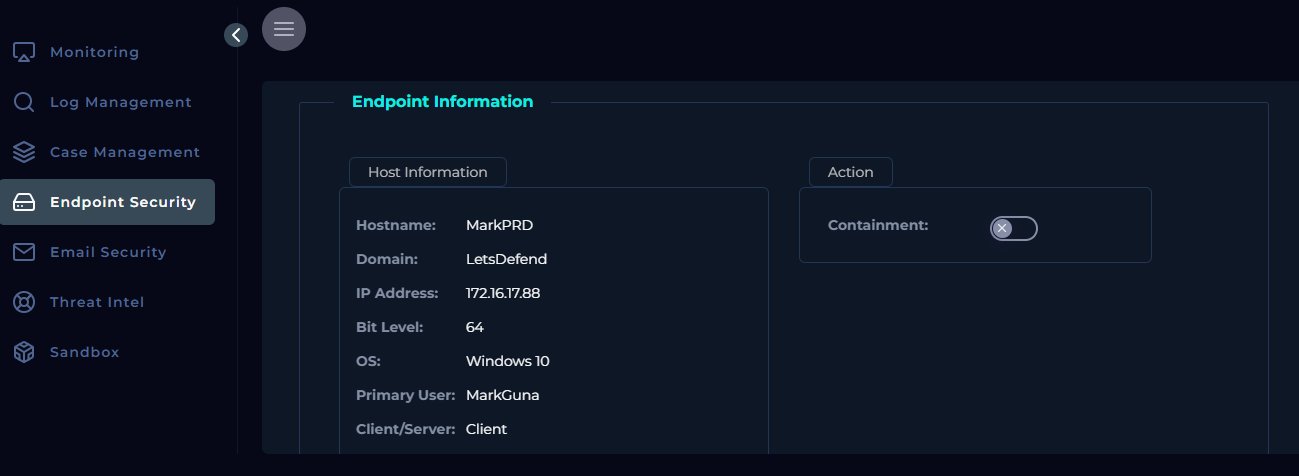 Monitoring
Log Management
Case Management
Endpoint Security
Email Security
Threat Intel
Sandbox
Endpoint Information
Host Information
Hostname: MarkPRD
Domain: LetsDefend
IP Address: 172.16.17.88
Bit Level: 64
OS: Windows 10
Primary User: MarkGuna
Client/Server: Client
Action
Containment: